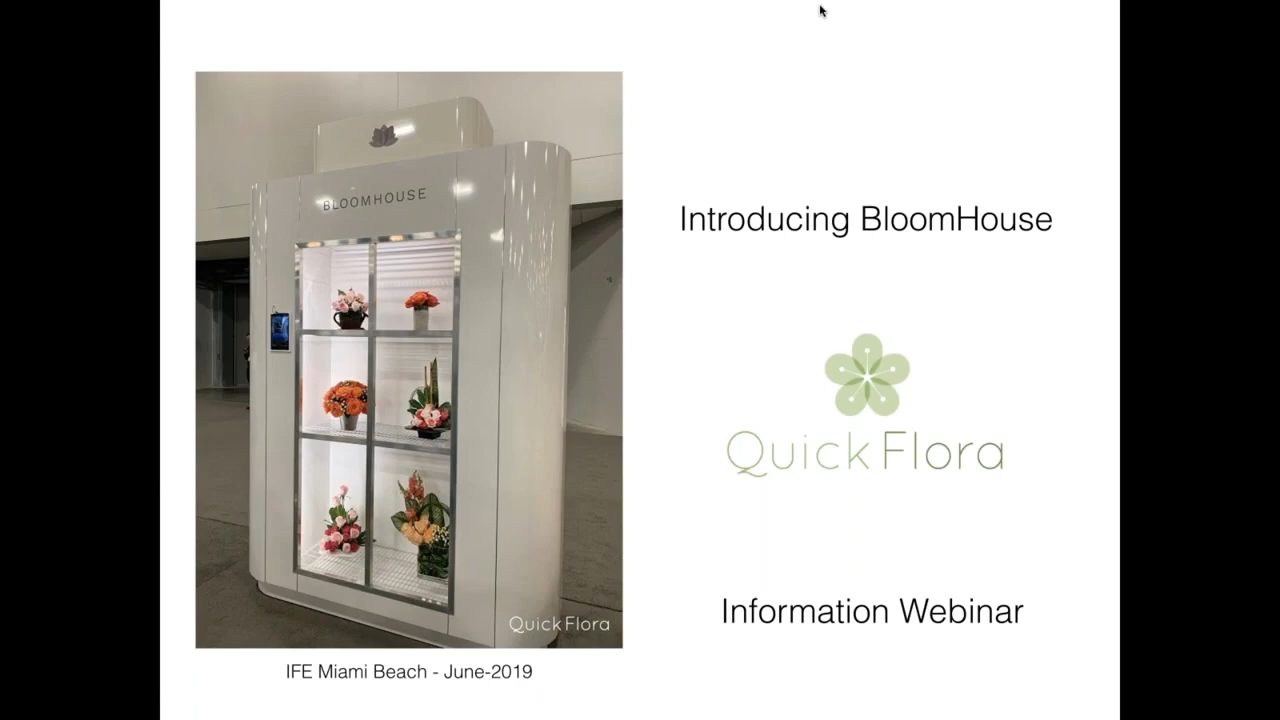 BLOOMHOUSE
QuickFlora
IFE Miami Beach - June-2019
Introducing BloomHouse
QuickFlora
Information Webinar